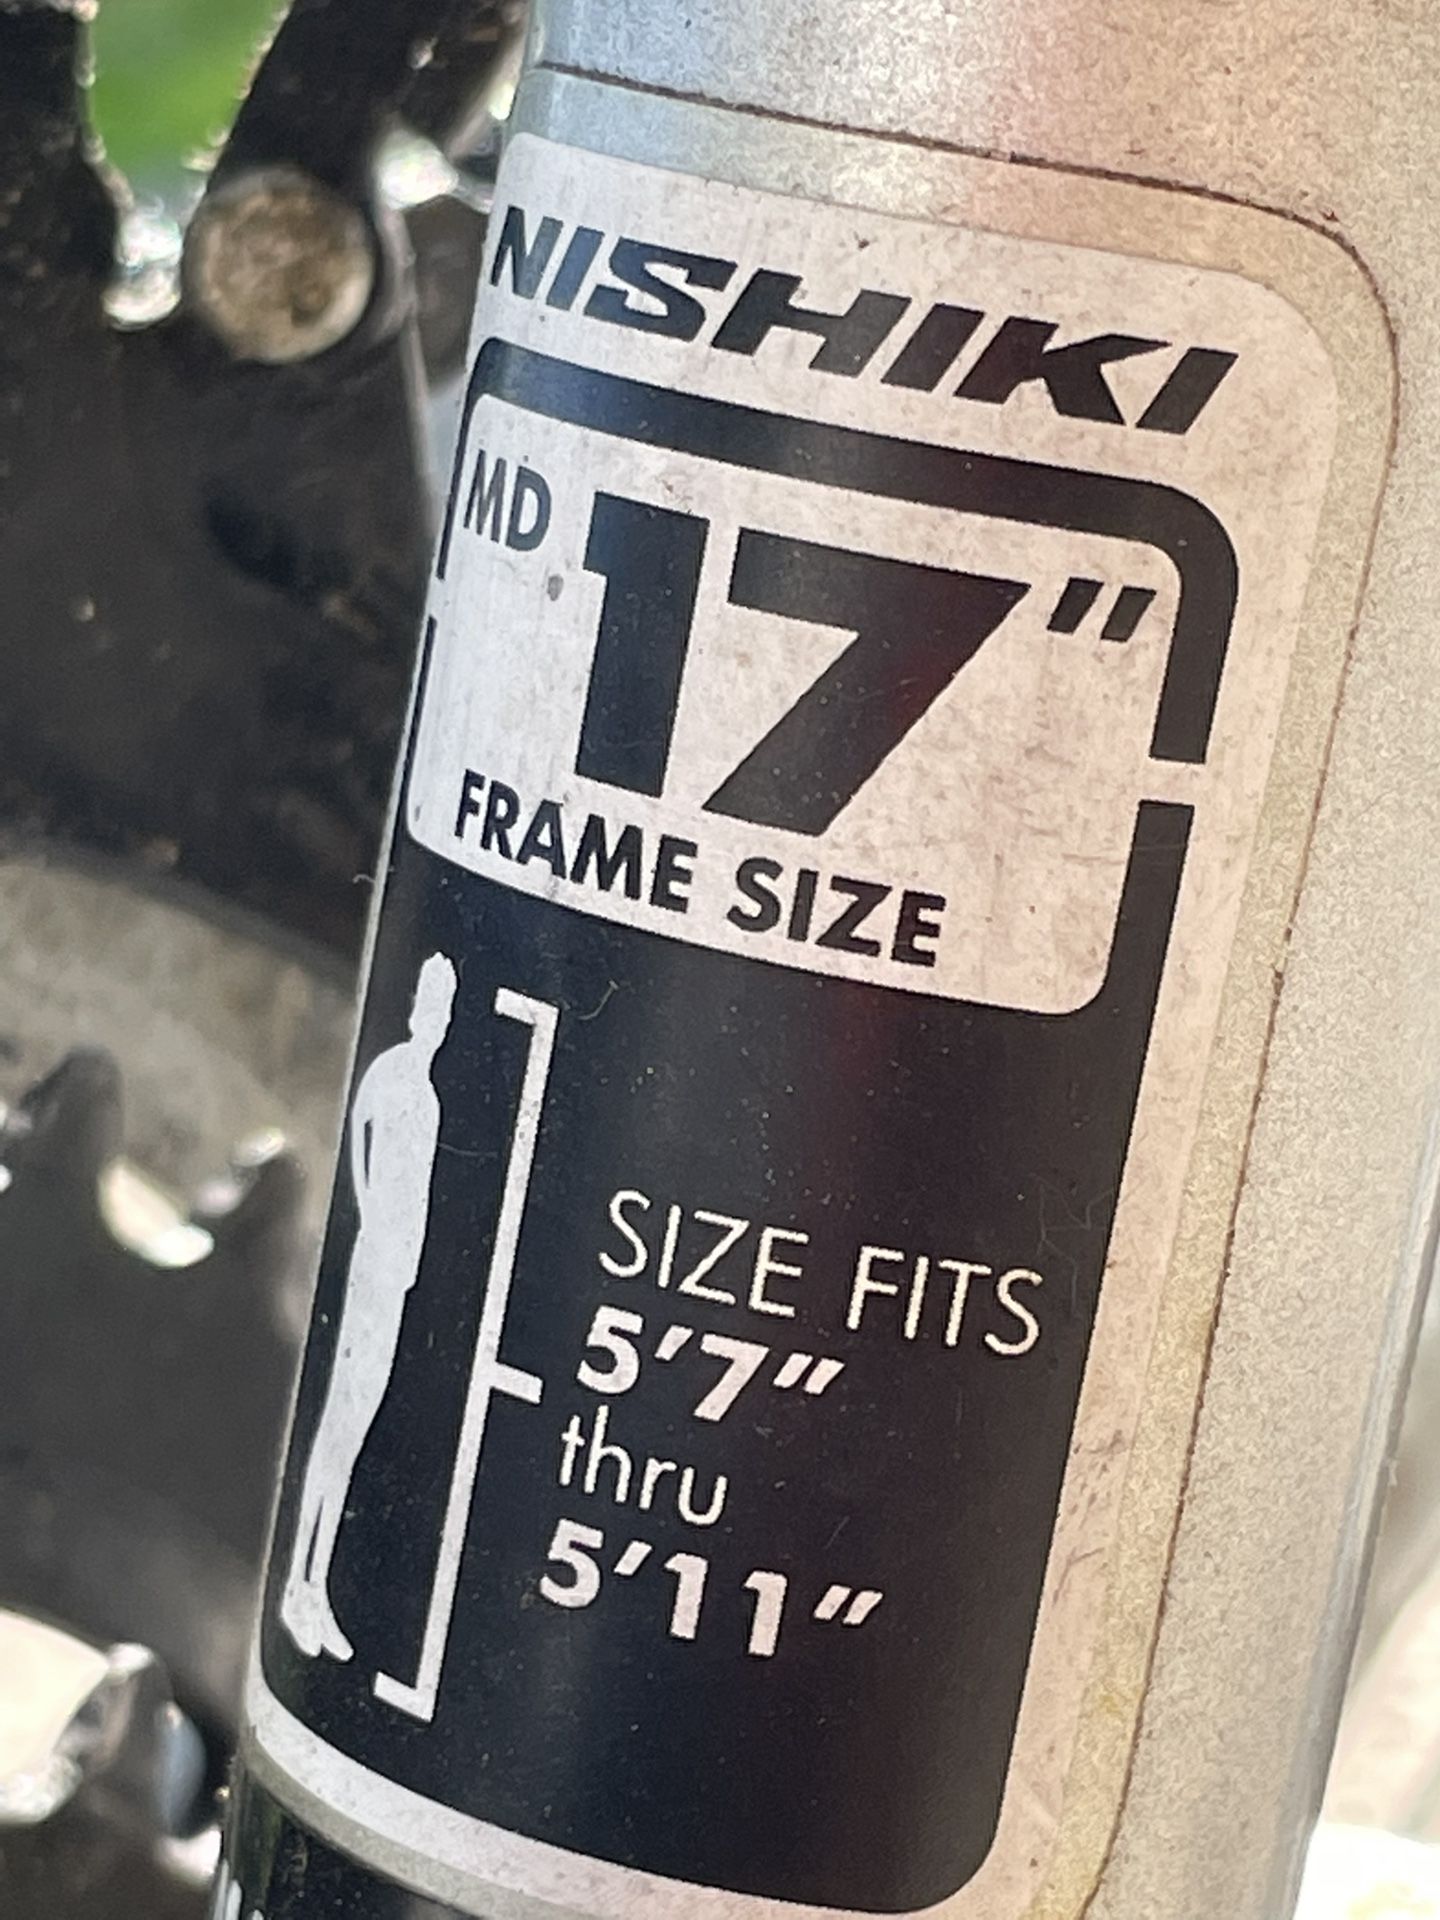 NISHIKI
MD 17"
FRAME SIZE
SIZE FITS
5'7"
thru
5'11"